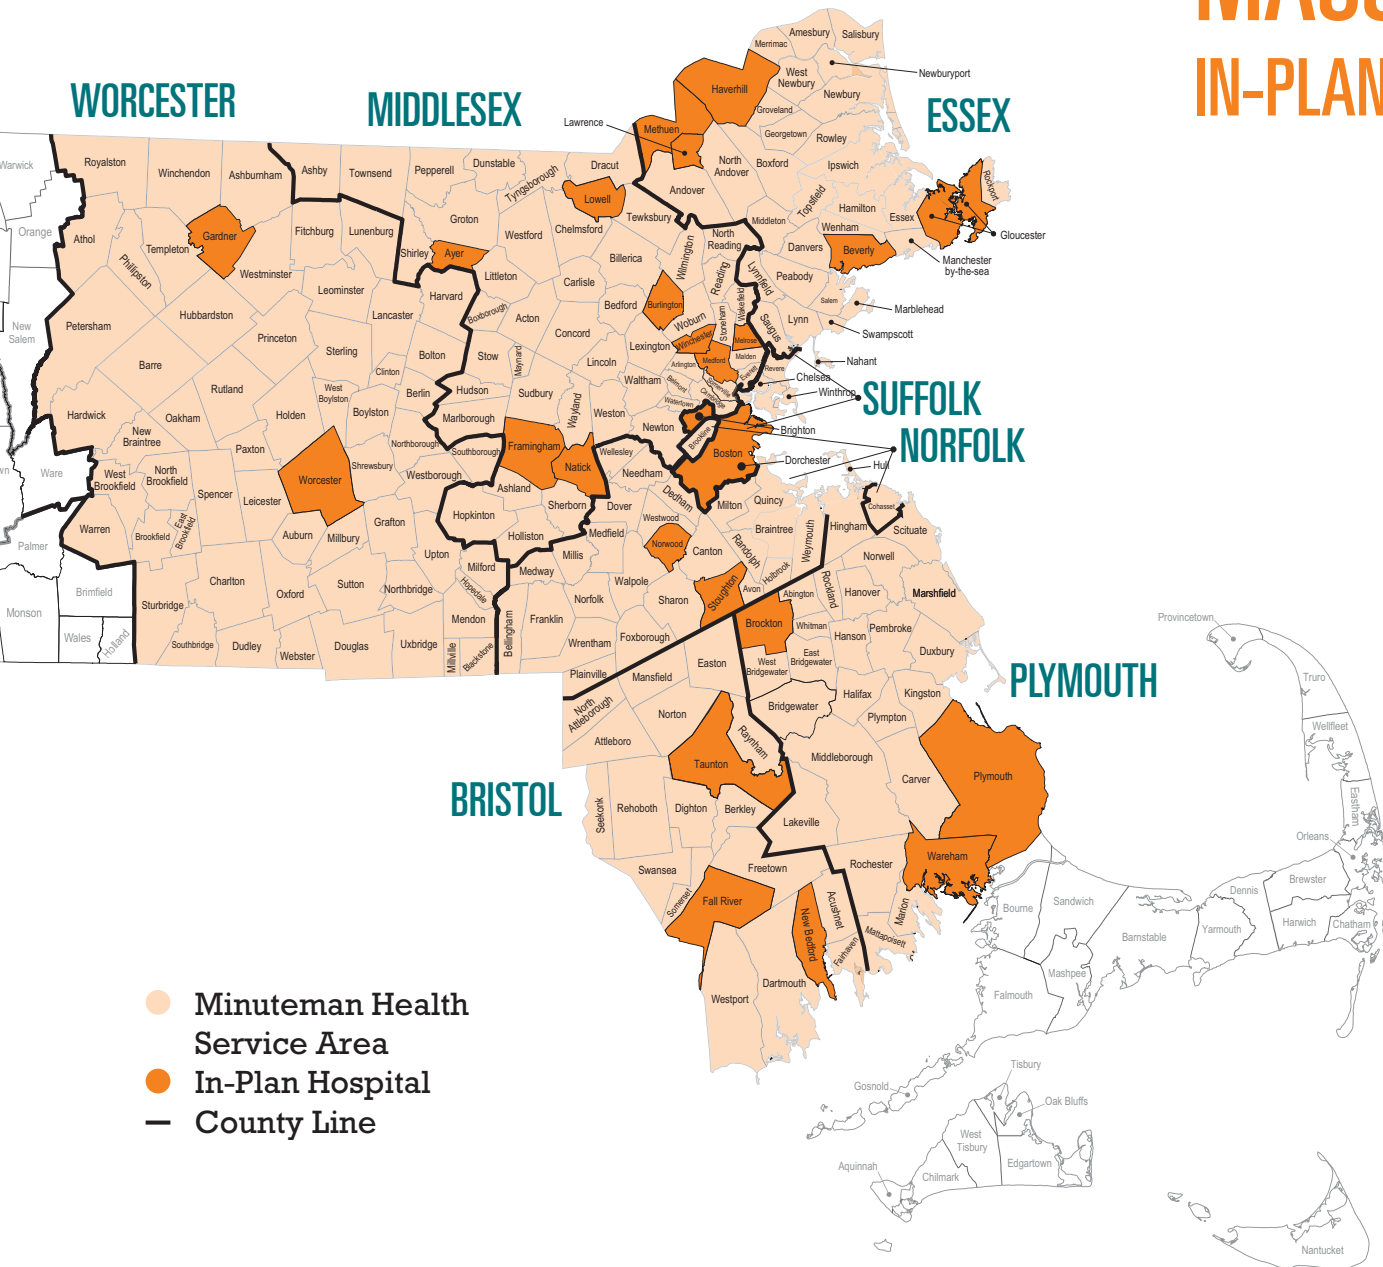 MASS
IN-PLAN
WORCESTER
MIDDLESEX
ESSEX
SUFFOLK
NORFOLK
PLYMOUTH
BRISTOL
Amesbury
Salisbury
Merrimac
West
Newbury
Newburyport
Haverhill
Newbury
Groveland
Lawrence
Methuen
Georgetown
Rowley
North
Andover
Boxford
Ipswich
Andover
Topsfield
Rockport
Hamilton
Essex
Gloucester
Middleton
Wenham
Danvers
Beverly
Manchester
by-the-sea
Peabody
Lynnfield
Salem
Marblehead
Lynn
Swampscott
Saugus
Nahant
Warwick
Royalston
Winchendon
Ashburnham
Ashby
Townsend
Pepperell
Dunstable
Tyngsborough
Dracut
Lowell
Tewksbury
Orange
Athol
Phillipston
Templeton
Gardner
Westminster
Fitchburg
Lunenburg
Groton
Shirley
Ayer
Westford
Chelmsford
Littleton
Billerica
Wilmington
North
Reading
Reading
Wakefield
Carlisle
Bedford
Burlington
Woburn
Stoneham
Winchester
Melrose
Medford
Malden
Everett
Revere
Chelsea
Winthrop
Arlington
Belmont
Somerville
Cambridge
Watertown
Lexington
Lincoln
Waltham
Concord
Acton
Boxborough
Harvard
Leominster
Lancaster
New
Salem
Petersham
Hubbardston
Princeton
Sterling
Bolton
Stow
Maynard
Sudbury
Wayland
Weston
Newton
Brookline
Brighton
Boston
Dorchester
Hull
Barre
Rutland
West
Boylston
Clinton
Berlin
Hudson
Boylston
Marlborough
Hardwick
Oakham
Holden
New
Braintree
Paxton
Northborough
Southborough
Framingham
Natick
Wellesley
Needham
Ware
West
Brookfield
North
Brookfield
Spencer
Leicester
Worcester
Shrewsbury
Westborough
Ashland
Sherborn
Dover
Dedham
Milton
Quincy
Cohasset
Warren
Brookfield
East
Brookfield
Auburn
Millbury
Grafton
Hopkinton
Holliston
Medfield
Westwood
Norwood
Canton
Randolph
Braintree
Weymouth
Hingham
Scituate
Palmer
Brimfield
Monson
Wales
Holland
Sturbridge
Charlton
Oxford
Sutton
Northbridge
Upton
Milford
Hopedale
Medway
Millis
Walpole
Norfolk
Sharon
Stoughton
Avon
Holbrook
Norwell
Rockland
Abington
Hanover
Marshfield
Southbridge
Dudley
Webster
Douglas
Uxbridge
Mendon
Millville
Blackstone
Bellingham
Franklin
Wrentham
Foxborough
Plainville
Mansfield
Easton
Brockton
Whitman
Hanson
Pembroke
Duxbury
West
Bridgewater
East
Bridgewater
Bridgewater
Halifax
Kingston
Plympton
North
Attleborough
Norton
Attleboro
Raynham
Taunton
Middleborough
Carver
Plymouth
Seekonk
Rehoboth
Dighton
Berkley
Lakeville
Wareham
Swansea
Freetown
Rochester
Somerset
Fall River
New Bedford
Acushnet
Fairhaven
Marion
Mattapoisett
Westport
Dartmouth
Provincetown
Truro
Wellfleet
Eastham
Orleans
Brewster
Dennis
Harwich
Chatham
Yarmouth
Barnstable
Sandwich
Bourne
Mashpee
Falmouth
Gosnold
Tisbury
Oak Bluffs
West
Tisbury
Edgartown
Chilmark
Aquinnah
Nantucket
Minuteman Health
Service Area
In-Plan Hospital
County Line